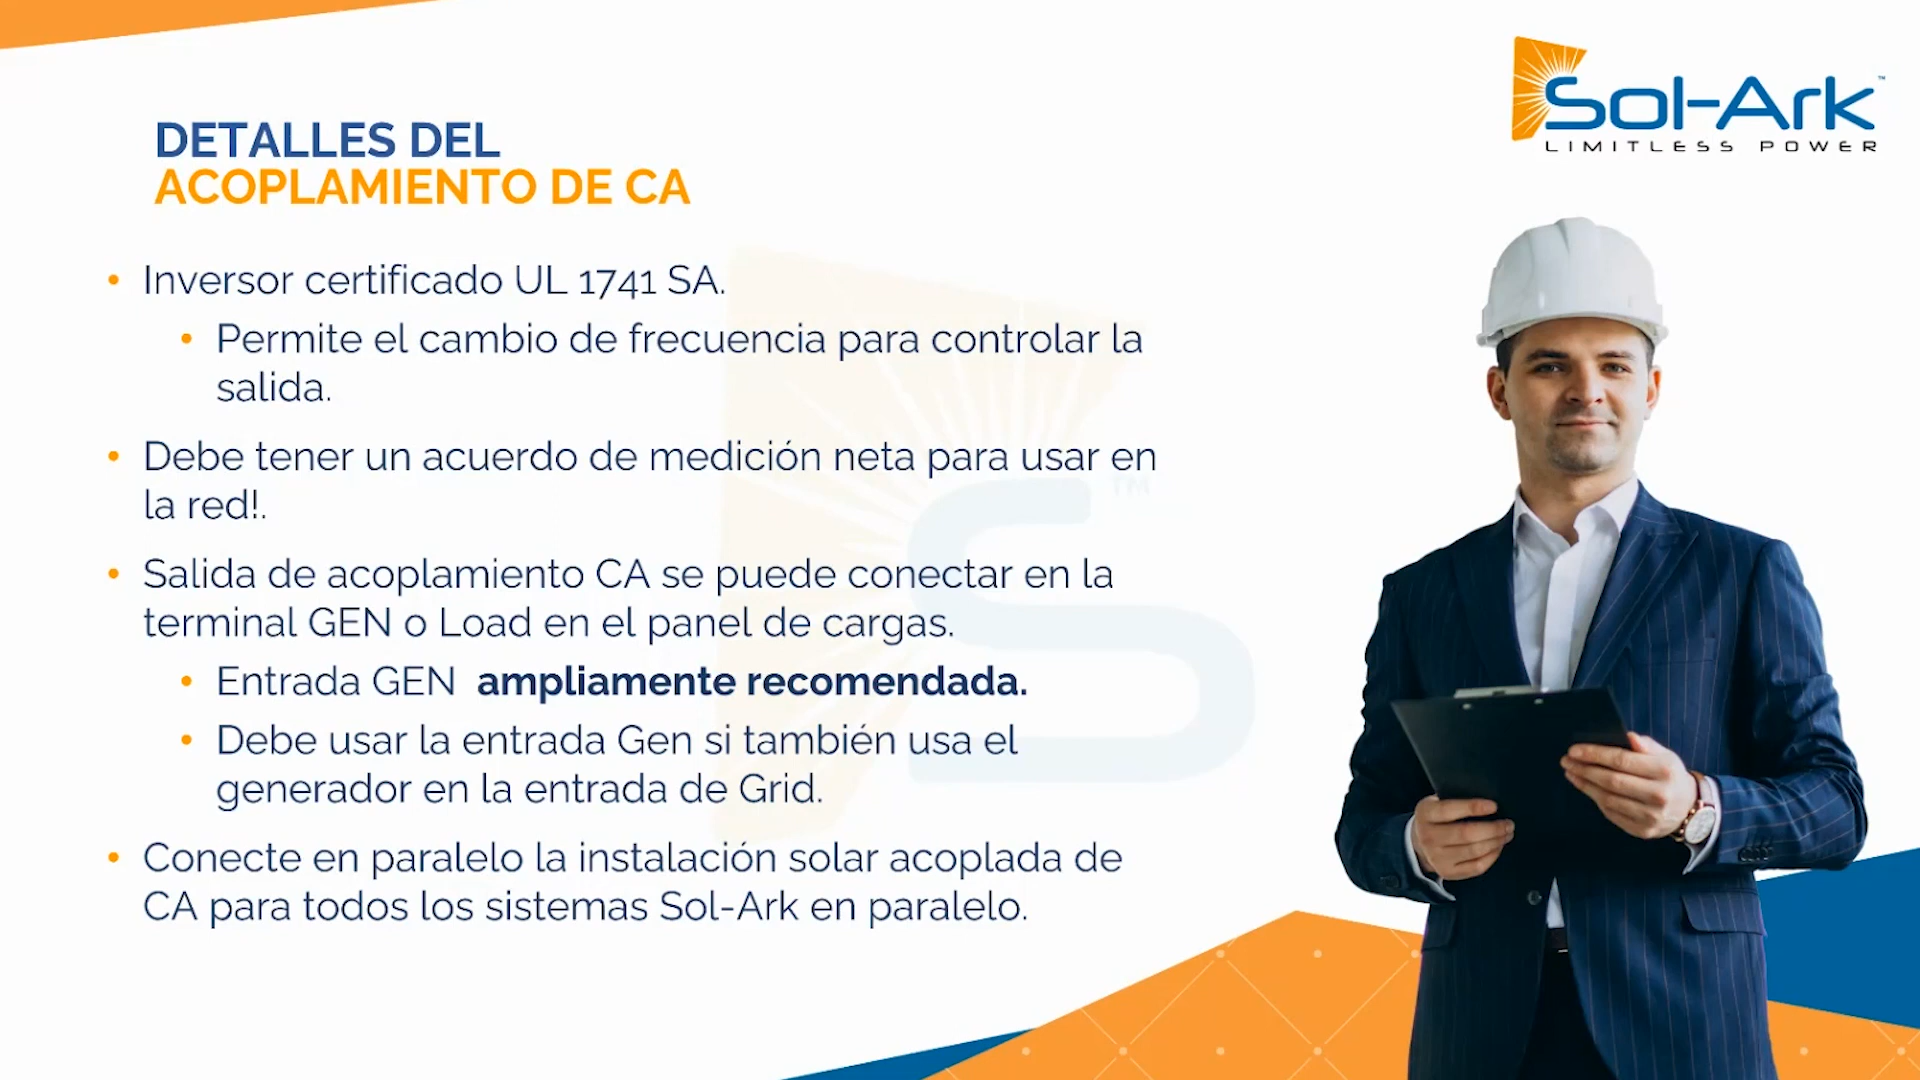 Sol-Ark™
LIMITLESS POWER
DETALLES DEL
ACOPLAMIENTO DE CA
• Inversor certificado UL 1741 SA.
• Permite el cambio de frecuencia para controlar la
salida.
• Debe tener un acuerdo de medición neta para usar en
la red!.
• Salida de acoplamiento CA se puede conectar en la
terminal GEN o Load en el panel de cargas.
• Entrada GEN ampliamente recomendada.
• Debe usar la entrada Gen si también usa el
generador en la entrada de Grid.
• Conecte en paralelo la instalación solar acoplada de
CA para todos los sistemas Sol-Ark en paralelo.